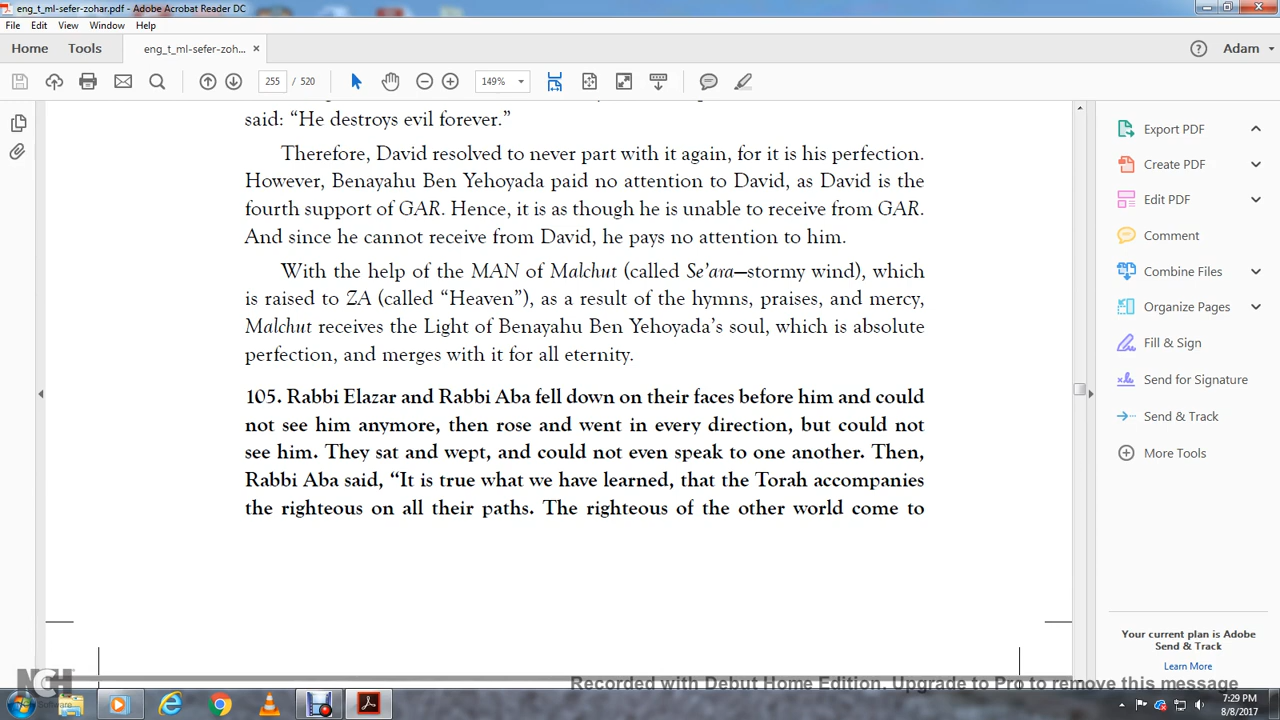 eng_t_ml-sefer-zohar.pdf - Adobe Acrobat Reader DC
File Edit View Window Help
Home Tools eng_t_ml-sefer-zoh... × Adam
255 / 520 149%
said: “He destroys evil forever.”
Therefore, David resolved to never part with it again, for it is his perfection.
However, Benayahu Ben Yehoyada paid no attention to David, as David is the
fourth support of GAR. Hence, it is as though he is unable to receive from GAR.
And since he cannot receive from David, he pays no attention to him.
With the help of the MAN of Malchut (called Se’ara—stormy wind), which
is raised to ZA (called “Heaven”), as a result of the hymns, praises, and mercy,
Malchut receives the Light of Benayahu Ben Yehoyada’s soul, which is absolute
perfection, and merges with it for all eternity.
105. Rabbi Elazar and Rabbi Aba fell down on their faces before him and could
not see him anymore, then rose and went in every direction, but could not
see him. They sat and wept, and could not even speak to one another. Then,
Rabbi Aba said, “It is true what we have learned, that the Torah accompanies
the righteous on all their paths. The righteous of the other world come to
Export PDF
Create PDF
Edit PDF
Comment
Combine Files
Organize Pages
Fill & Sign
Send for Signature
Send & Track
More Tools
Your current plan is Adobe
Send & Track
Learn More
NCH
Software
Recorded with Debut Home Edition. Upgrade to Pro to remove this message
7:29 PM
8/8/2017